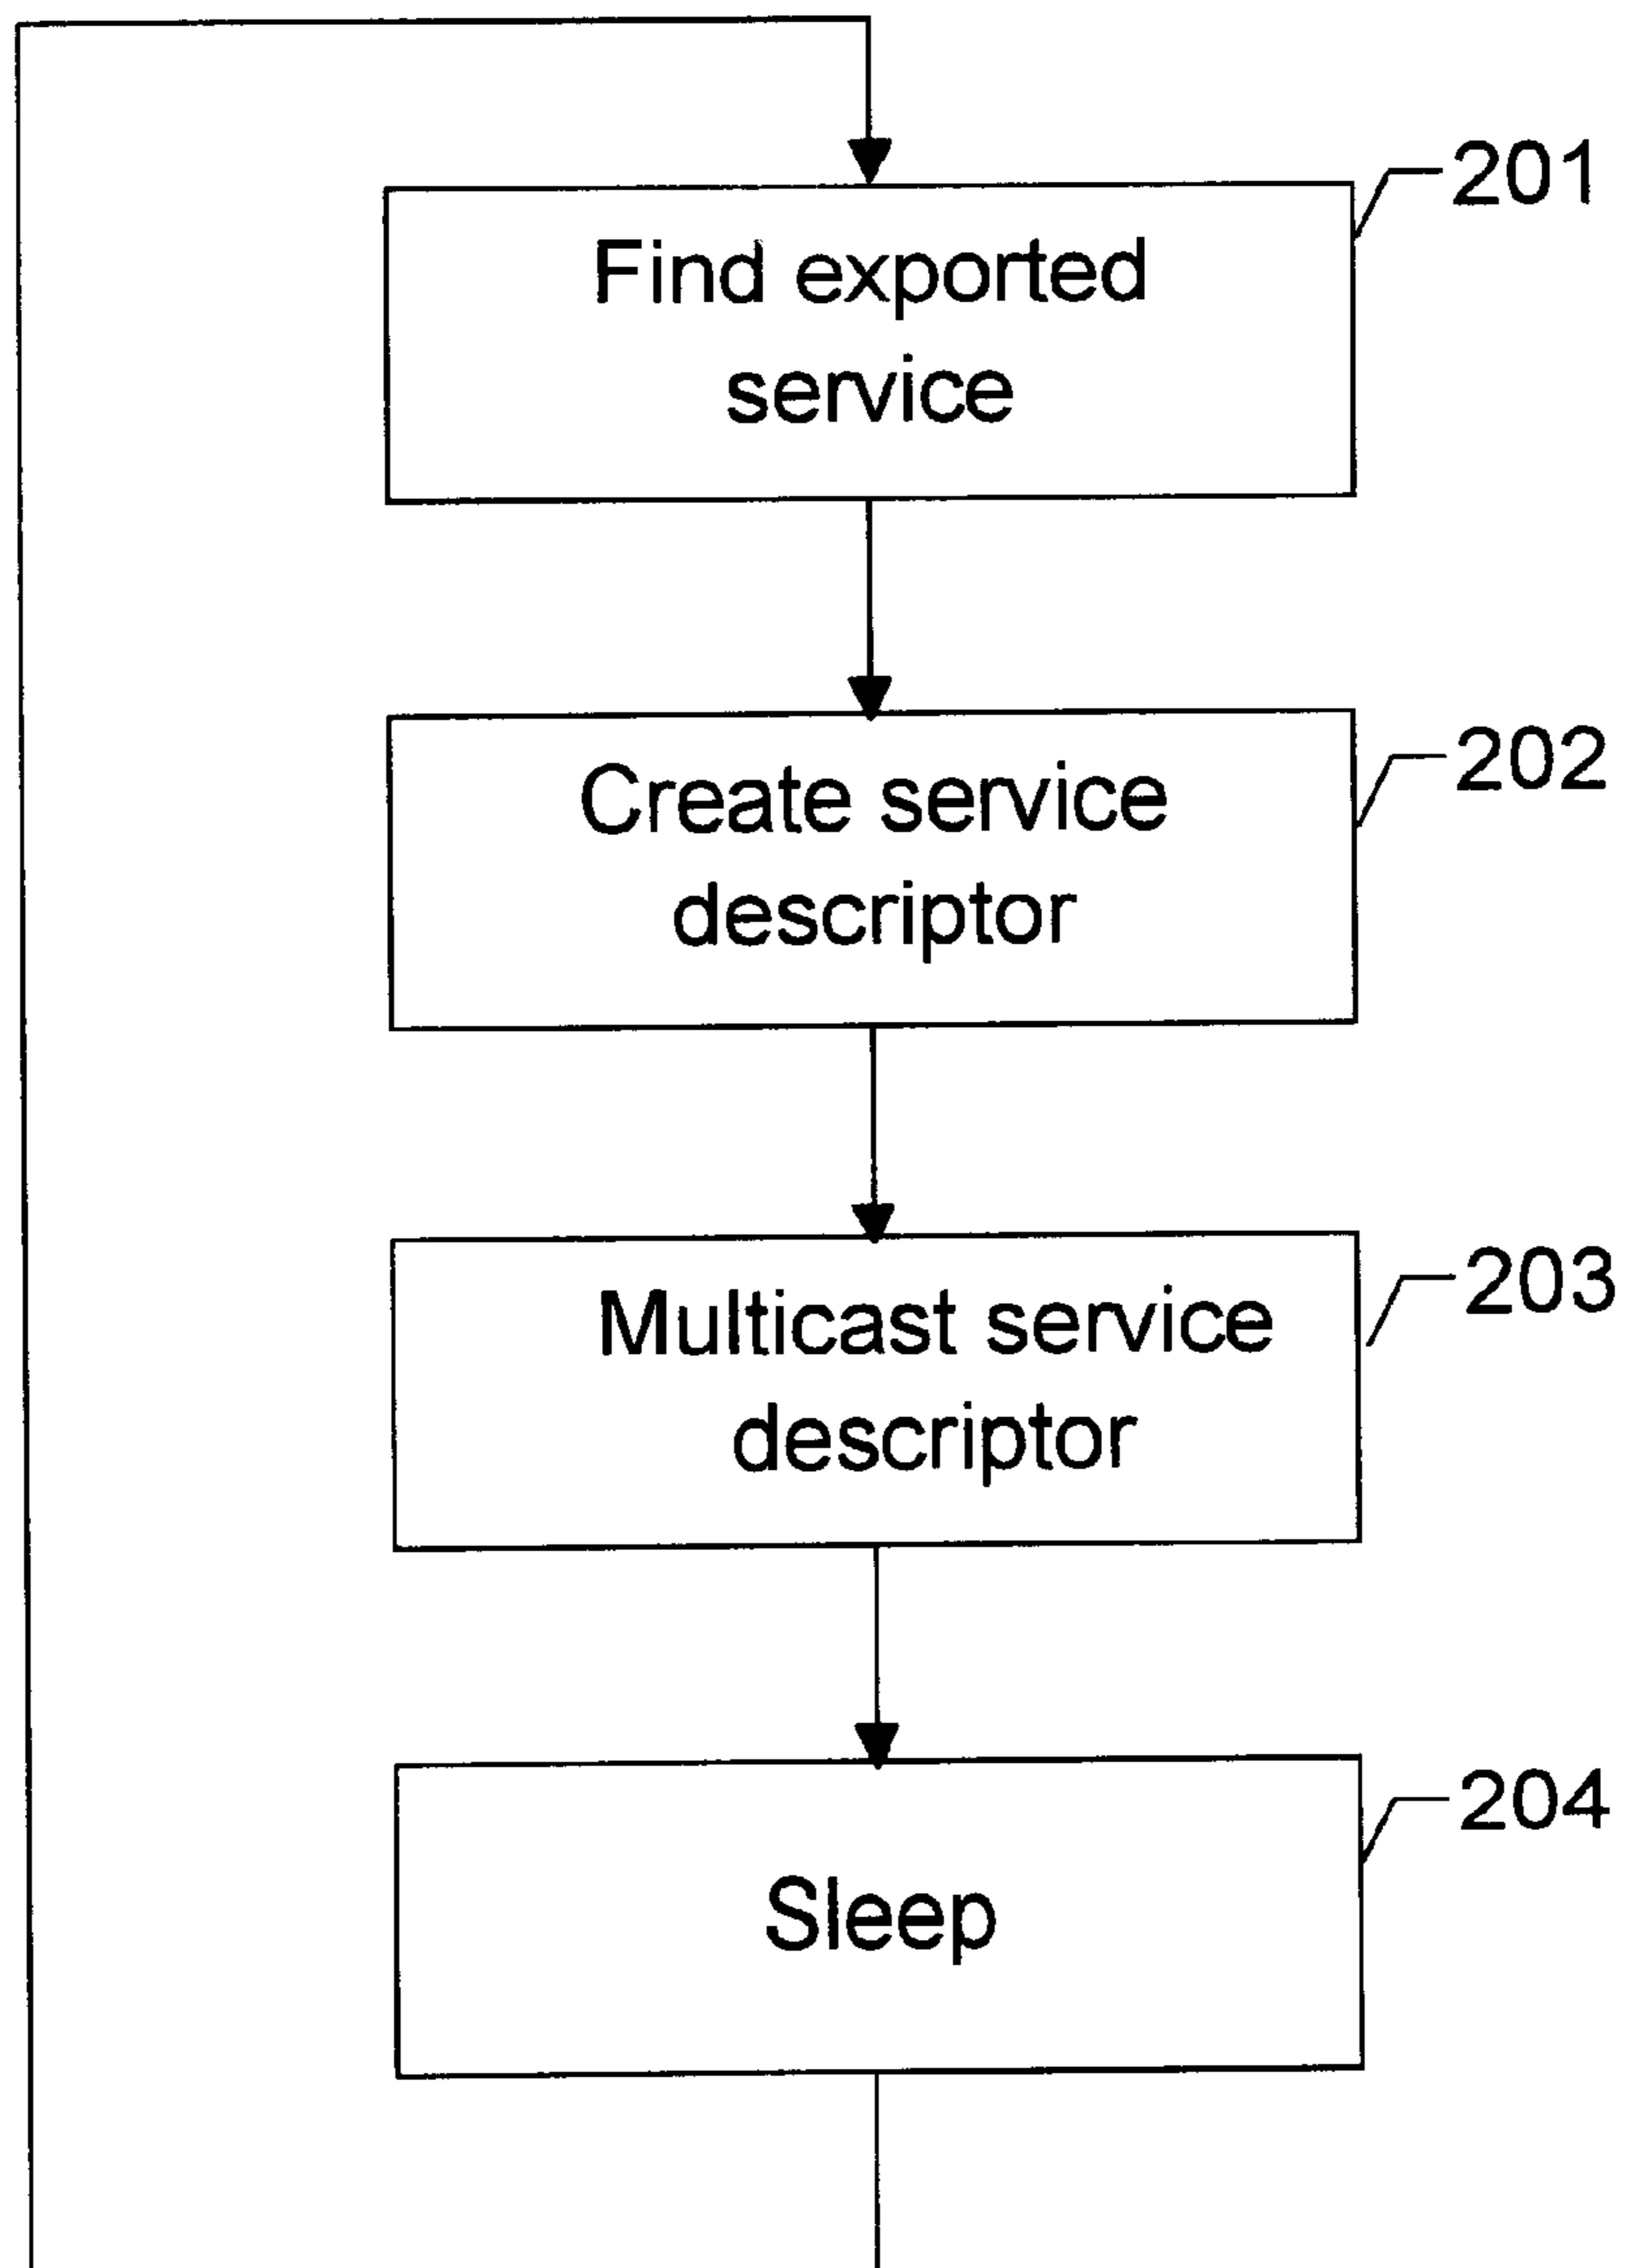 201
Find exported
service
202
Create service
descriptor
203
Multicast service
descriptor
204
Sleep